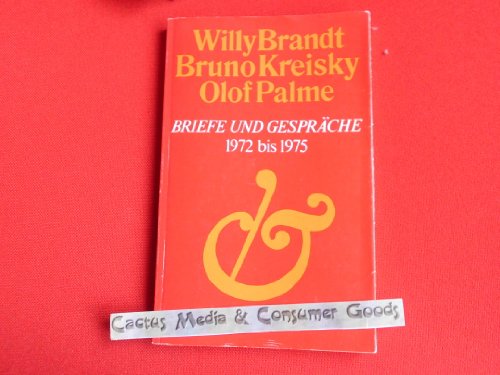 Willy Brandt
Bruno Kreisky
Olof Palme
BRIEFE UND GESPRÄCHE
1972 bis 1975
&
Cactus Media & Consumer Goods